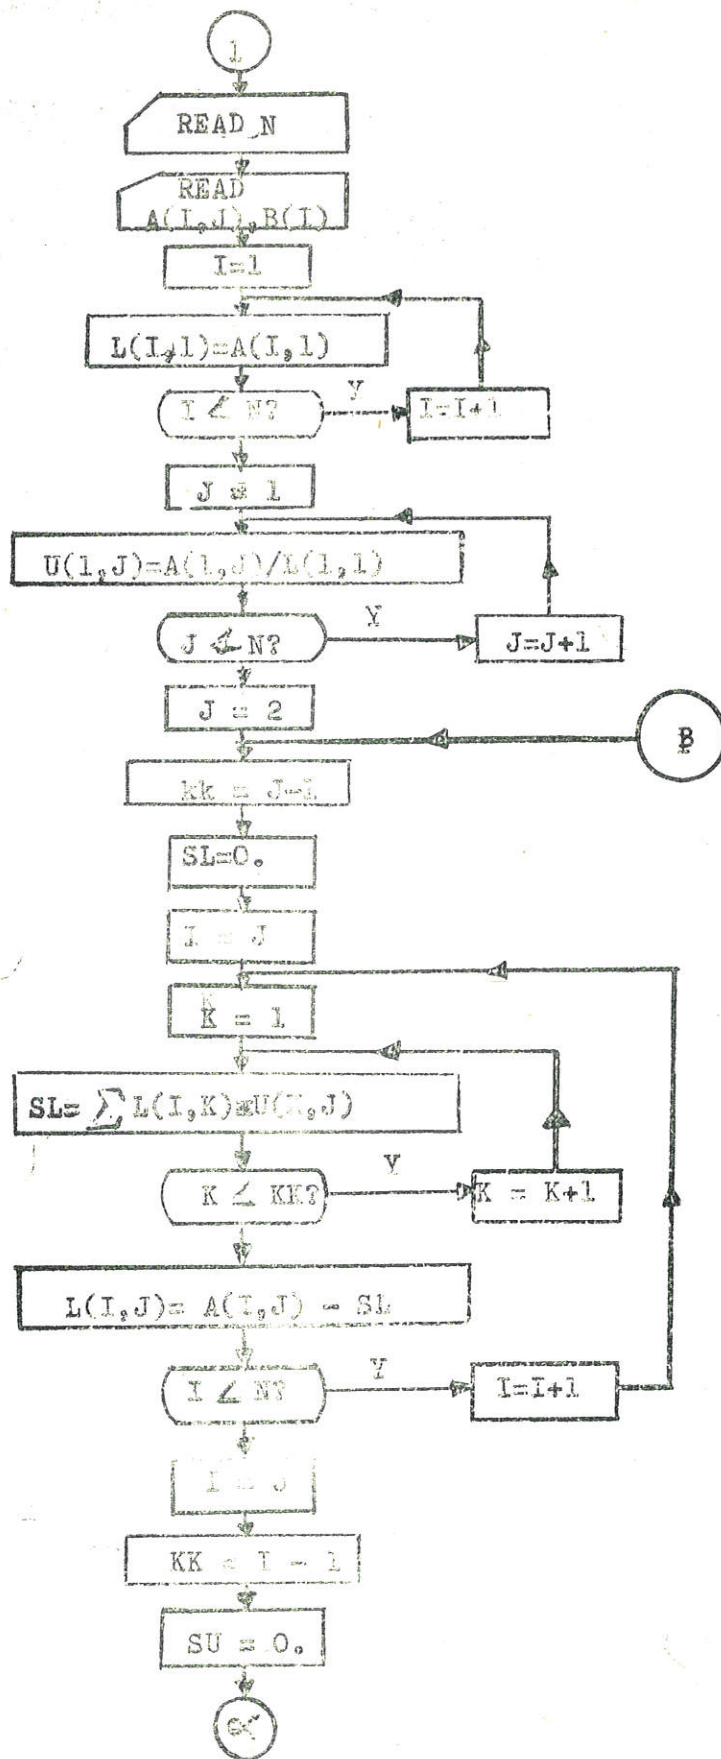 1
READ N
READ
A(I,J),B(I)
I=1
L(I,1)=A(I,1)
I < N?
Y
I=I+1
J = 1
U(1,J)=A(1,J)/L(1,1)
J < N?
Y
J=J+1
J = 2
B
kk = J-1
SL=0.
I = J
K = 1
SL= ∑ L(I,K)*U(K,J)
K < KK?
Y
K = K+1
L(I,J)= A(I,J) - SL
I < N?
Y
I=I+1
I = J
KK = I - 1
SU = 0.
α